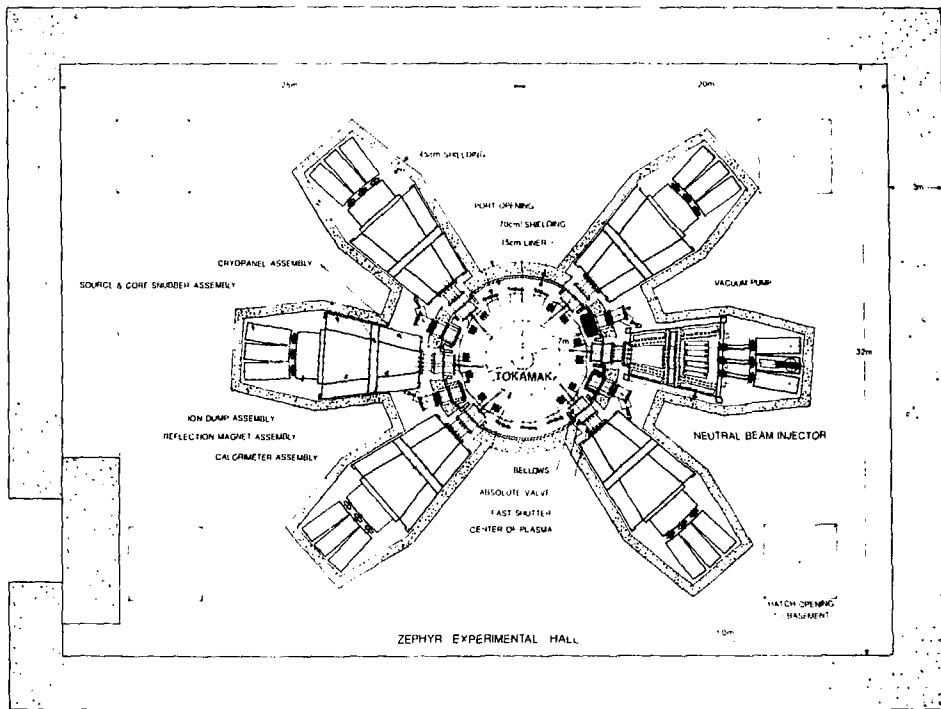 25m
20m
45cm SHIELDING
3m
PORT OPENING
70cm SHIELDING
15cm LINER
CRYOPANEL ASSEMBLY
SOURCE & CORF SNUBBER ASSEMBLY
VACUUM PUMP
7m
32m
TOKAMAK
ION DUMP ASSEMBLY
REFLECTION MAGNET ASSEMBLY
CALORIMETER ASSEMBLY
NEUTRAL BEAM INJECTOR
BELLOWS
ABSOLUTE VALVE
FAST SHUTTER
CENTER OF PLASMA
HATCH OPENING
BASEMENT
ZEPHYR EXPERIMENTAL HALL